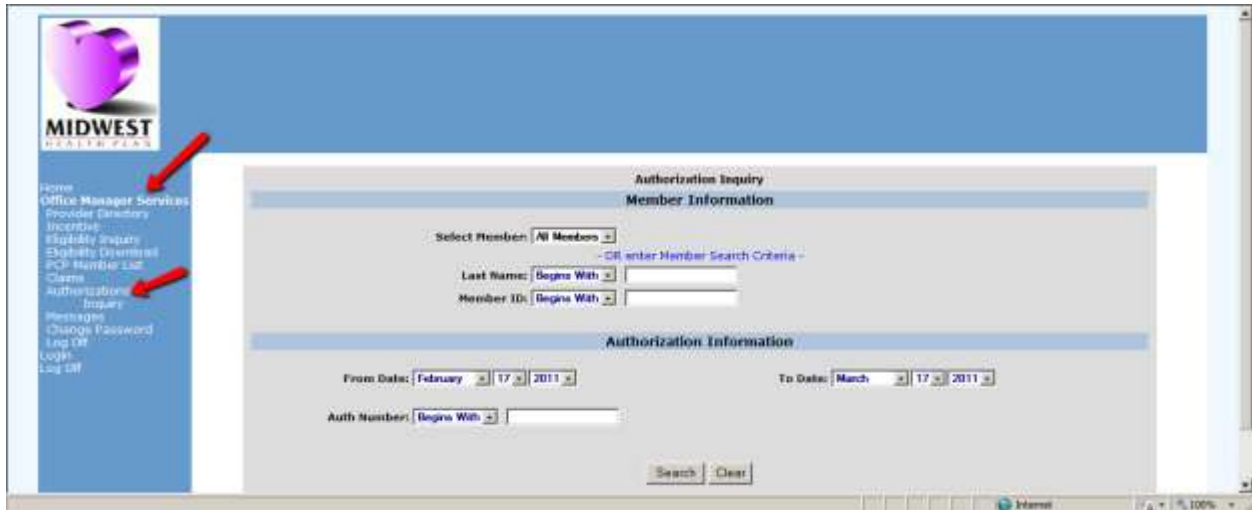 MIDWEST
HEALTH PLAN
Home
Office Manager Services
Provider Directory
Incentive
Eligibility Inquiry
Eligibility Download
PCP Member List
Claims
Authorizations
Inquiry
Messages
Change Password
Log Off
Login
Log Off
Authorization Inquiry
Member Information
Select Member: All Members
- OR enter Member Search Criteria -
Last Name: Begins With
Member ID: Begins With
Authorization Information
From Date: February 17 2011 To Date: March 17 2011
Auth Number: Begins With
Search Clear
Internet 100%